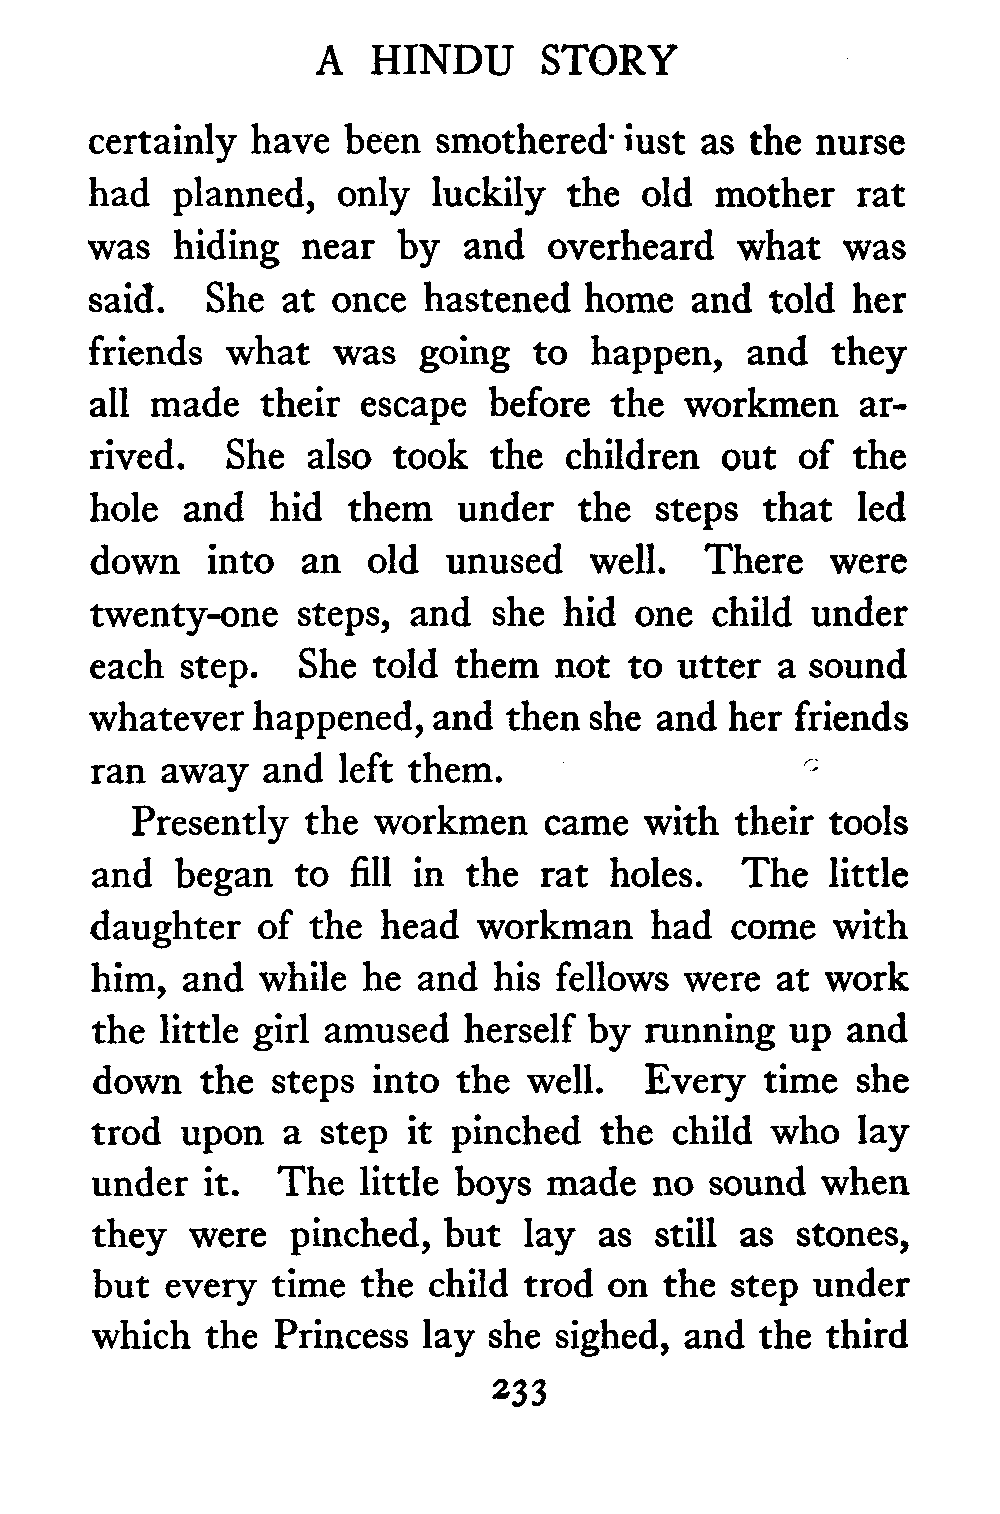 A HINDU STORY
certainly have been smothered just as the nurse
had planned, only luckily the old mother rat
was hiding near by and overheard what was
said. She at once hastened home and told her
friends what was going to happen, and they
all made their escape before the workmen ar-
rived. She also took the children out of the
hole and hid them under the steps that led
down into an old unused well. There were
twenty-one steps, and she hid one child under
each step. She told them not to utter a sound
whatever happened, and then she and her friends
ran away and left them.
Presently the workmen came with their tools
and began to fill in the rat holes. The little
daughter of the head workman had come with
him, and while he and his fellows were at work
the little girl amused herself by running up and
down the steps into the well. Every time she
trod upon a step it pinched the child who lay
under it. The little boys made no sound when
they were pinched, but lay as still as stones,
but every time the child trod on the step under
which the Princess lay she sighed, and the third
233